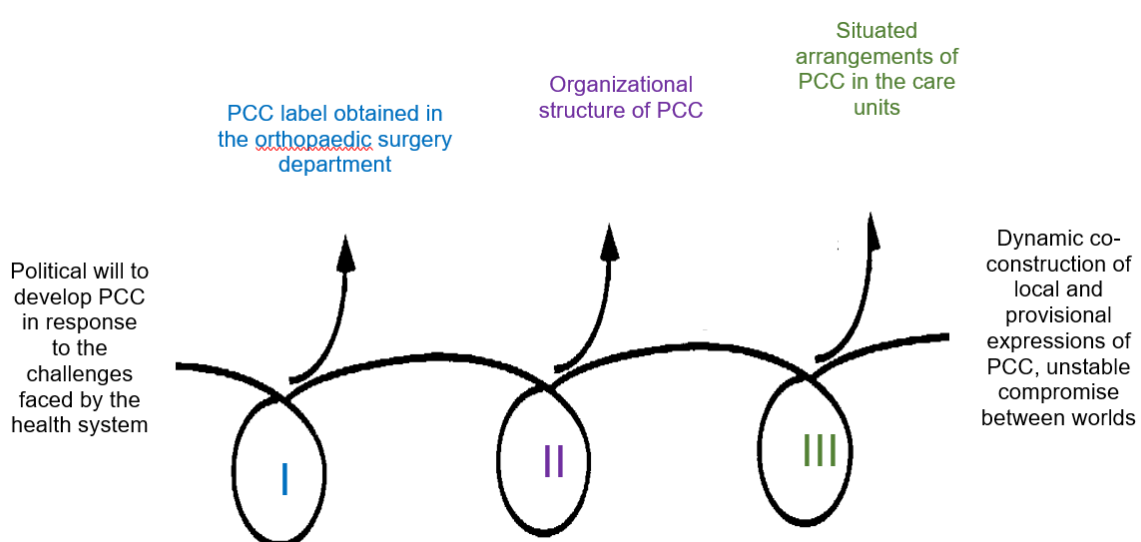 Political will to
develop PCC
in response
to the
challenges
faced by the
health system
PCC label obtained in
the orthopaedic surgery
department
I
Organizational
structure of PCC
II
Situated
arrangements of
PCC in the care
units
III
Dynamic co-
construction of
local and
provisional
expressions of
PCC, unstable
compromise
between worlds